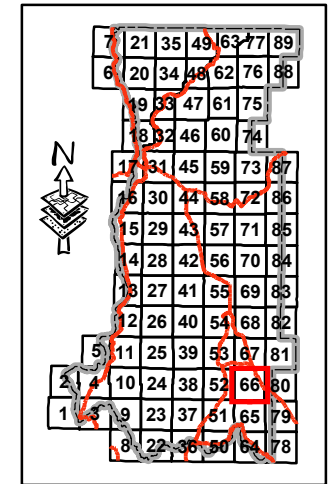 7 21 35 49 63 77 89
6 20 34 48 62 76 88
19 33 47 61 75
18 32 46 60 74
N
17 31 45 59 73 87
16 30 44 58 72 86
15 29 43 57 71 85
14 28 42 56 70 84
13 27 41 55 69 83
12 26 40 54 68 82
5 11 25 39 53 67 81
2 4 10 24 38 52 66 80
1 3 9 23 37 51 65 79
8 22 36 50 64 78